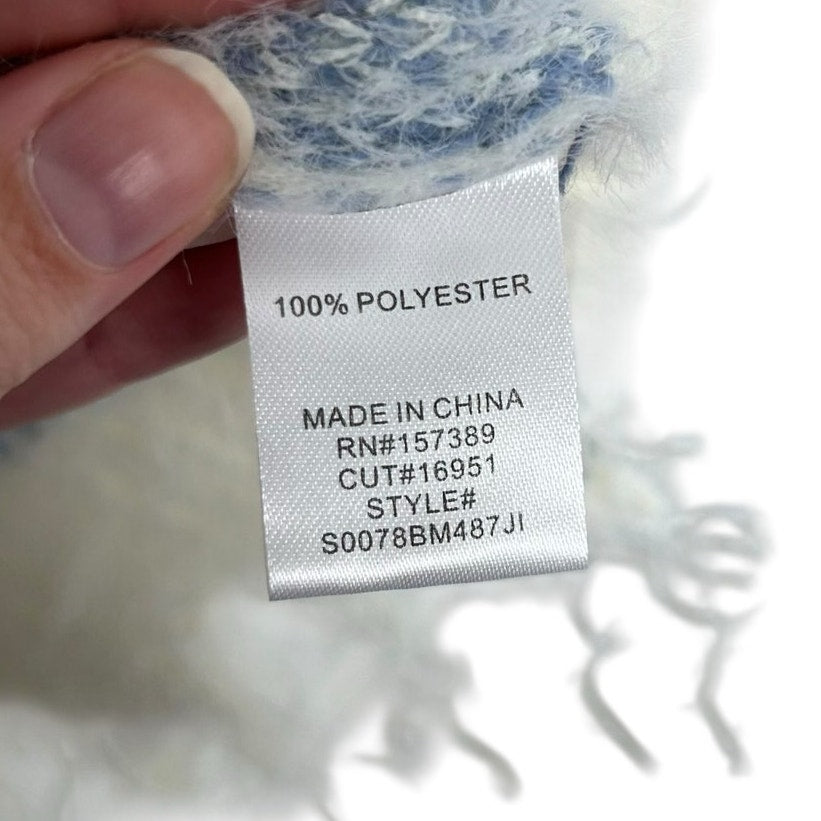 100% POLYESTER
MADE IN CHINA
RN#157389
CUT#16951
STYLE#
S0078BM487JI